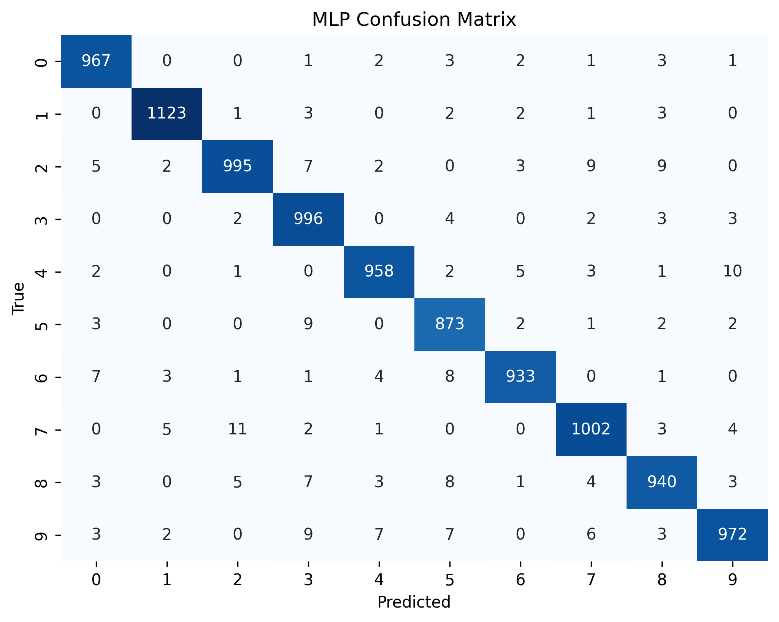 MLP Confusion Matrix
True
0 967 0 0 1 2 3 2 1 3 1
1 0 1123 1 3 0 2 2 1 3 0
2 5 2 995 7 2 0 3 9 9 0
3 0 0 2 996 0 4 0 2 3 3
4 2 0 1 0 958 2 5 3 1 10
5 3 0 0 9 0 873 2 1 2 2
6 7 3 1 1 4 8 933 0 1 0
7 0 5 11 2 1 0 0 1002 3 4
8 3 0 5 7 3 8 1 4 940 3
9 3 2 0 9 7 7 0 6 3 972
0 1 2 3 4 5 6 7 8 9
Predicted